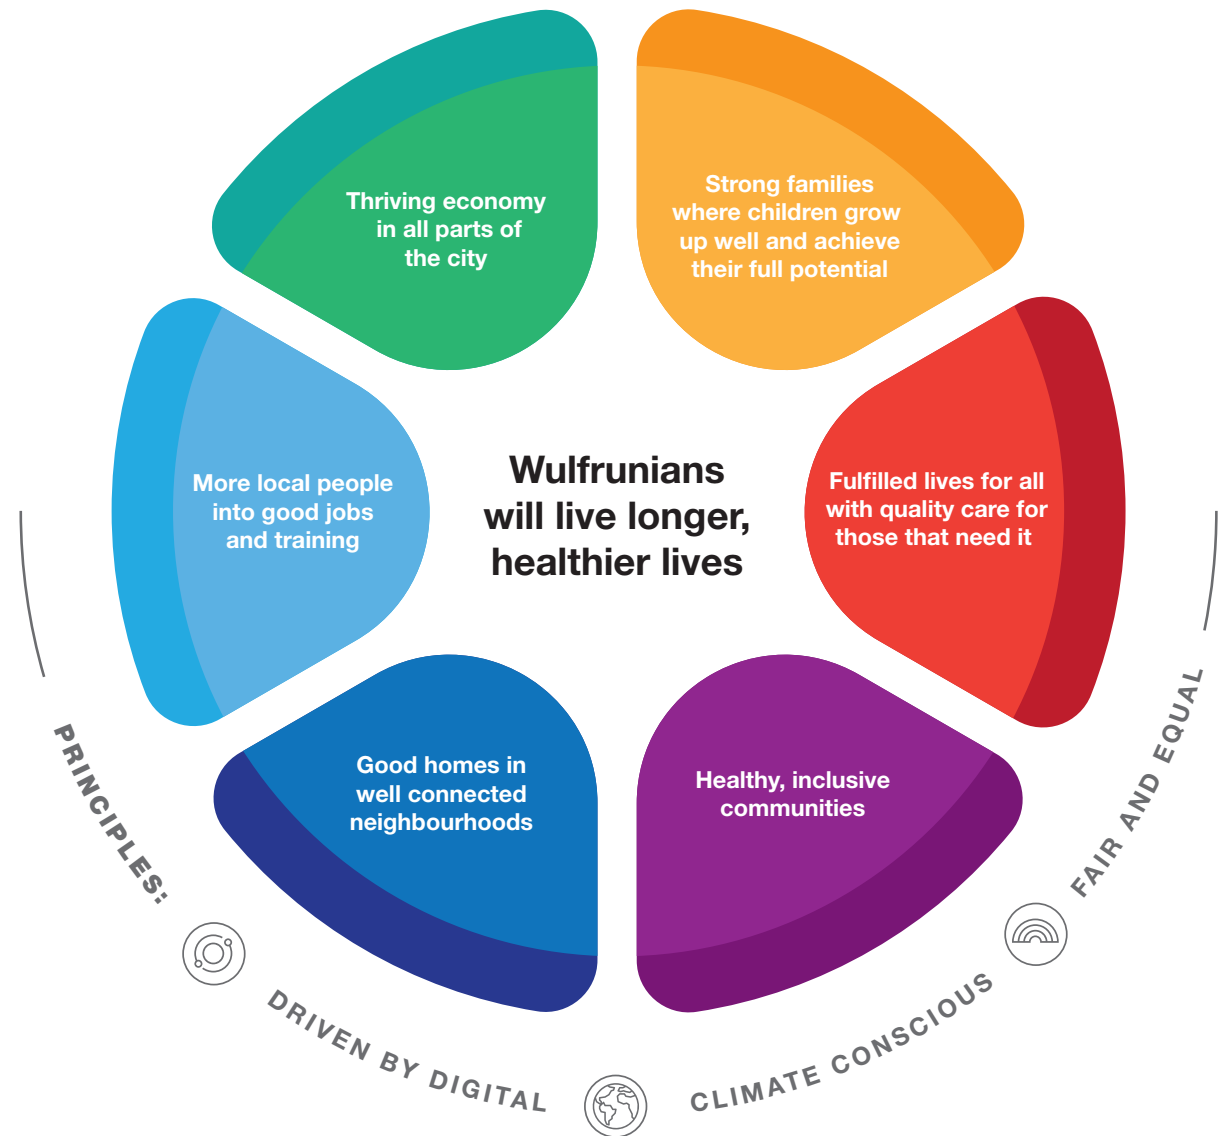 Thriving economy
in all parts of
the city
Strong families
where children grow
up well and achieve
their full potential
More local people
into good jobs
and training
Wulfrunians
will live longer,
healthier lives
Fulfilled lives for all
with quality care for
those that need it
Good homes in
well connected
neighbourhoods
Healthy, inclusive
communities
PRINCIPLES:
DRIVEN BY DIGITAL
CLIMATE CONSCIOUS
FAIR AND EQUAL